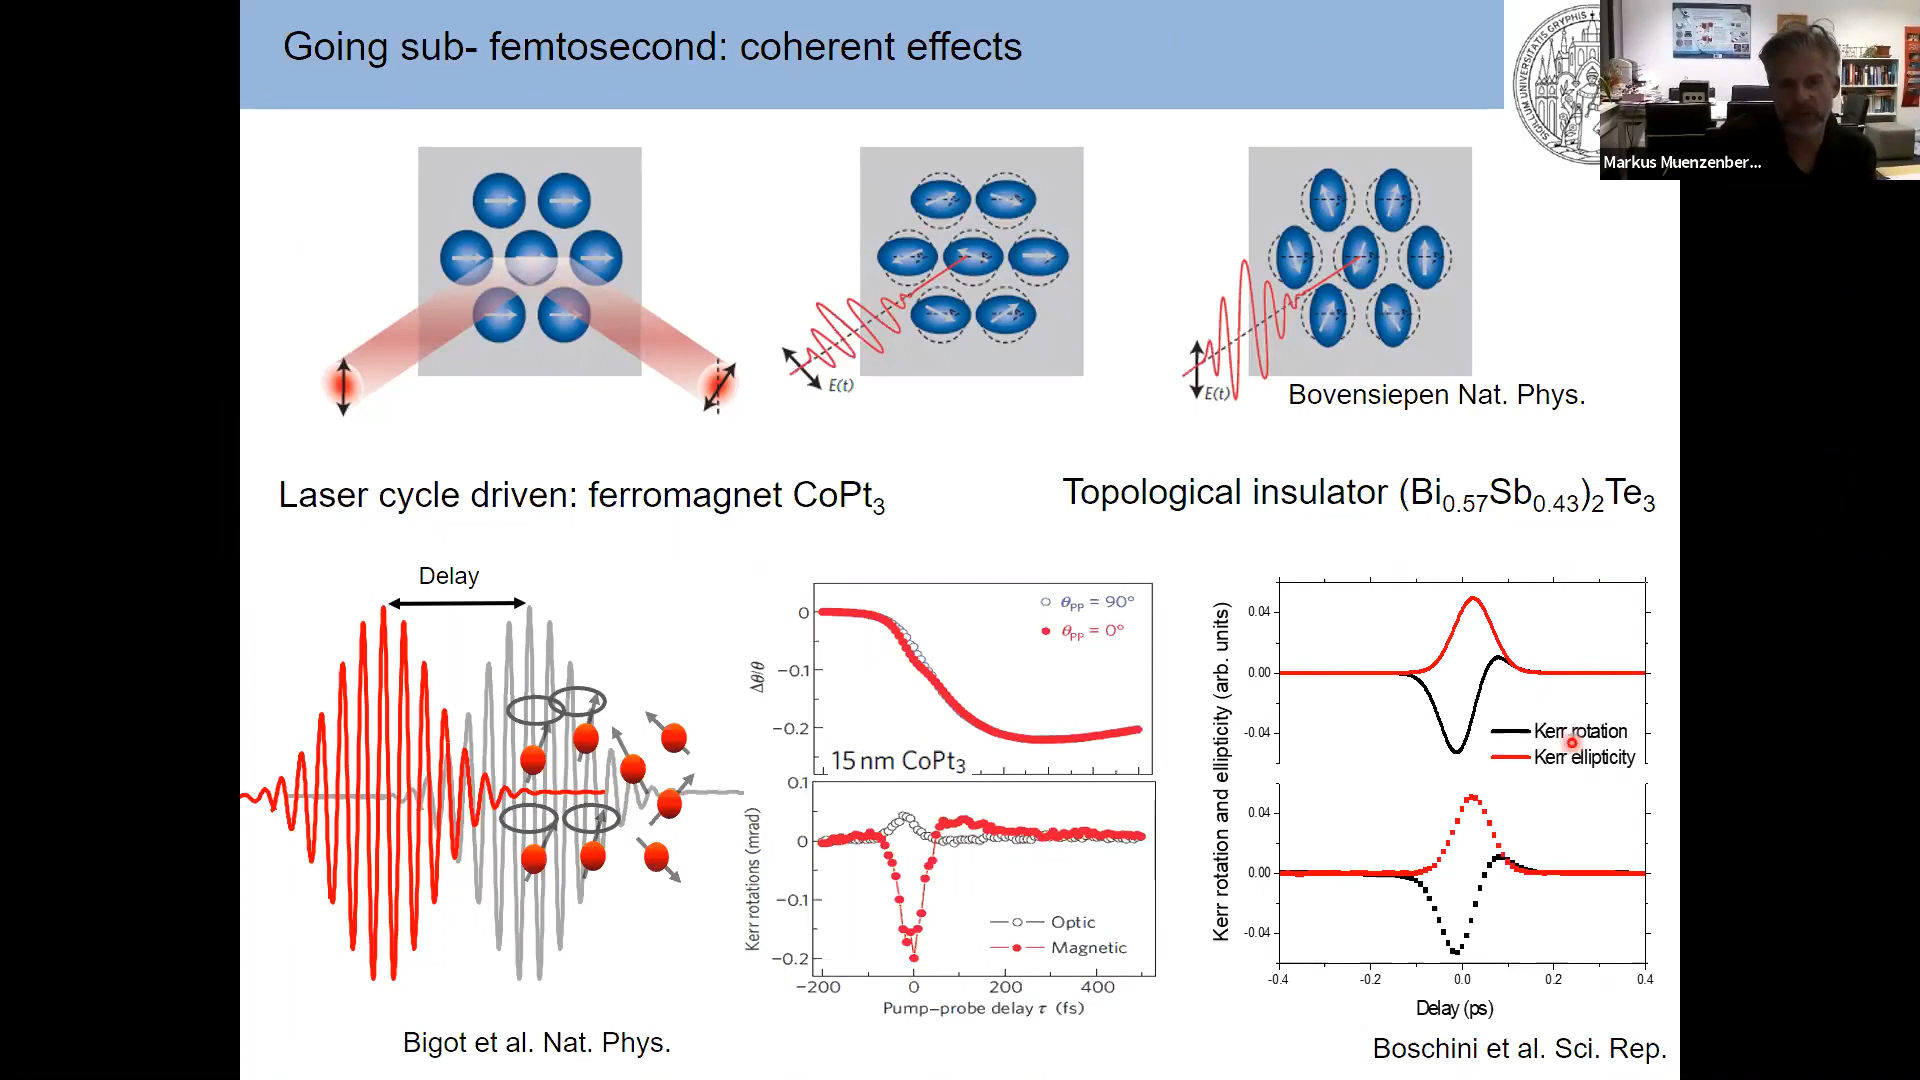 Going sub- femtosecond: coherent effects
SIGILLUM UNIVERSITATIS GRYPHIS
Markus Muenzenber...
E(t)
E(t)
Bovensiepen Nat. Phys.
Laser cycle driven: ferromagnet CoPt3
Topological insulator (Bi0.57Sb0.43)2Te3
Delay
0
−0.1
−0.2
Δθ/θ
θPP = 90°
θPP = 0°
15 nm CoPt3
0.1
0
−0.1
−0.2
Kerr rotations (mrad)
Optic
Magnetic
−200 0 200 400
Pump–probe delay τ (fs)
Bigot et al. Nat. Phys.
Kerr rotation and ellipticity (arb. units)
0.04
0.00
-0.04
Kerr rotation
Kerr ellipticity
0.04
0.00
-0.04
-0.4 -0.2 0.0 0.2 0.4
Delay (ps)
Boschini et al. Sci. Rep.